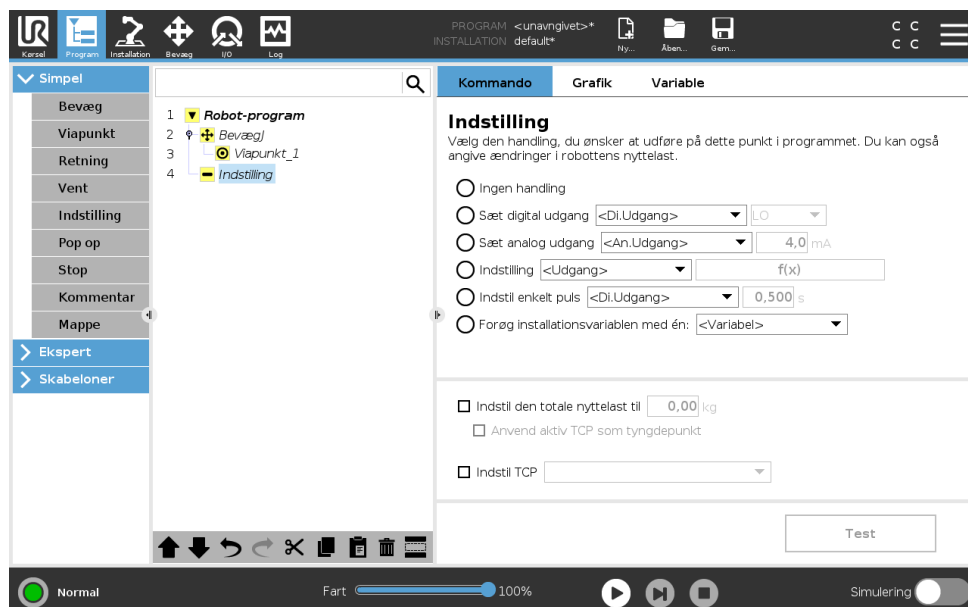 PROGRAM <unavngivet>*
INSTALLATION default*
UR
Kørsel Program Installation Bevæg I/O Log Ny... Åben... Gem...
C C
C C
Simpel
Bevæg
Viapunkt
Retning
Vent
Indstilling
Pop op
Stop
Kommentar
Mappe
Ekspert
Skabeloner
1 Robot-program
2 BevægJ
3 Viapunkt_1
4 Indstilling
Kommando Grafik Variable
Indstilling
Vælg den handling, du ønsker at udføre på dette punkt i programmet. Du kan også
angive ændringer i robottens nyttelast.
Ingen handling
Sæt digital udgang <Di.Udgang> LO
Sæt analog udgang <An.Udgang> 4,0 mA
Indstilling <Udgang> f(x)
Indstil enkelt puls <Di.Udgang> 0,500 s
Forøg installationsvariablen med én: <Variabel>
Indstil den totale nyttelast til 0,00 kg
Anvend aktiv TCP som tyngdepunkt
Indstil TCP
Test
Normal Fart 100% Simulering